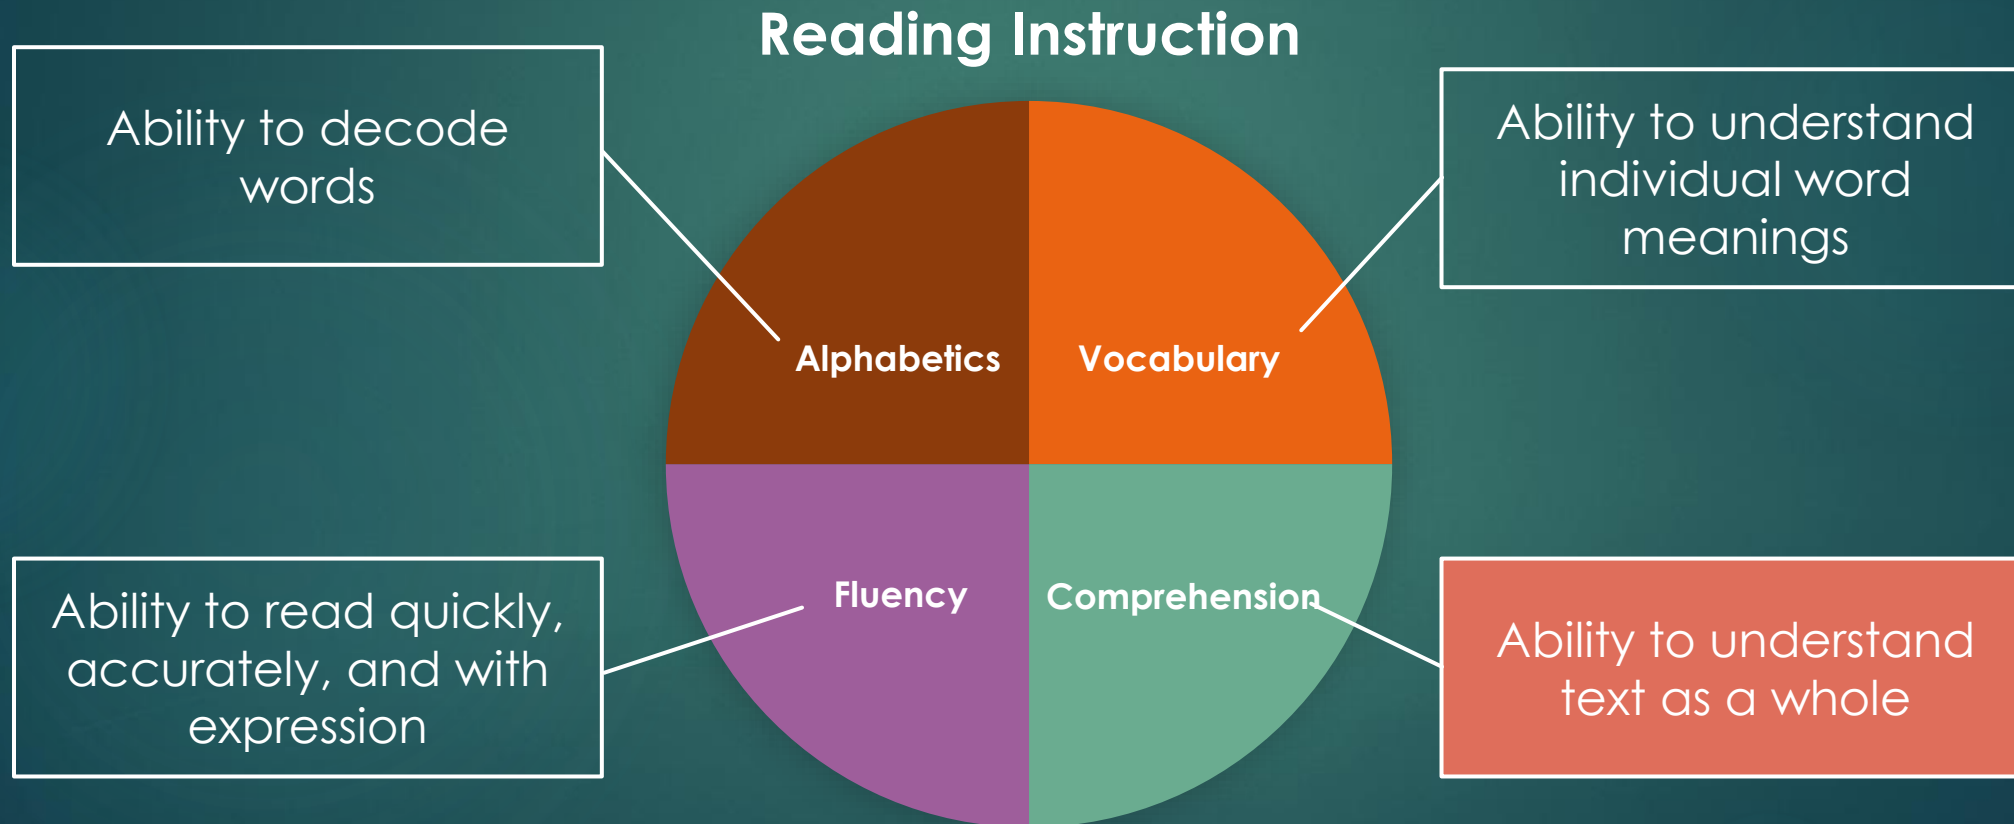 Reading Instruction
Ability to decode
words
Ability to understand
individual word
meanings
Alphabetics
Vocabulary
Fluency
Comprehension
Ability to read quickly,
accurately, and with
expression
Ability to understand
text as a whole